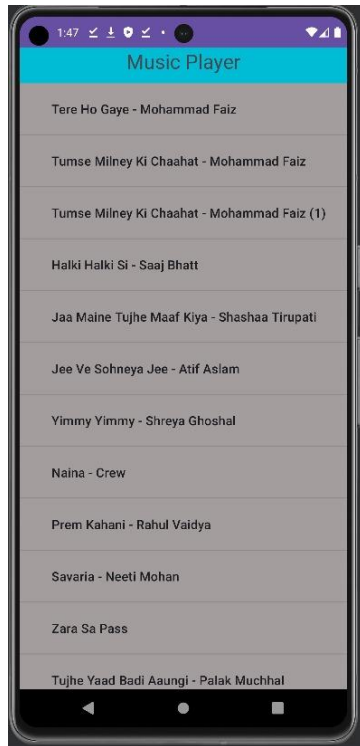 1:47
Music Player
Tere Ho Gaye - Mohammad Faiz
Tumse Milney Ki Chaahat - Mohammad Faiz
Tumse Milney Ki Chaahat - Mohammad Faiz (1)
Halki Halki Si - Saaj Bhatt
Jaa Maine Tujhe Maaf Kiya - Shashaa Tirupati
Jee Ve Sohneya Jee - Atif Aslam
Yimmy Yimmy - Shreya Ghoshal
Naina - Crew
Prem Kahani - Rahul Vaidya
Savaria - Neeti Mohan
Zara Sa Pass
Tujhe Yaad Badi Aaungi - Palak Muchhal